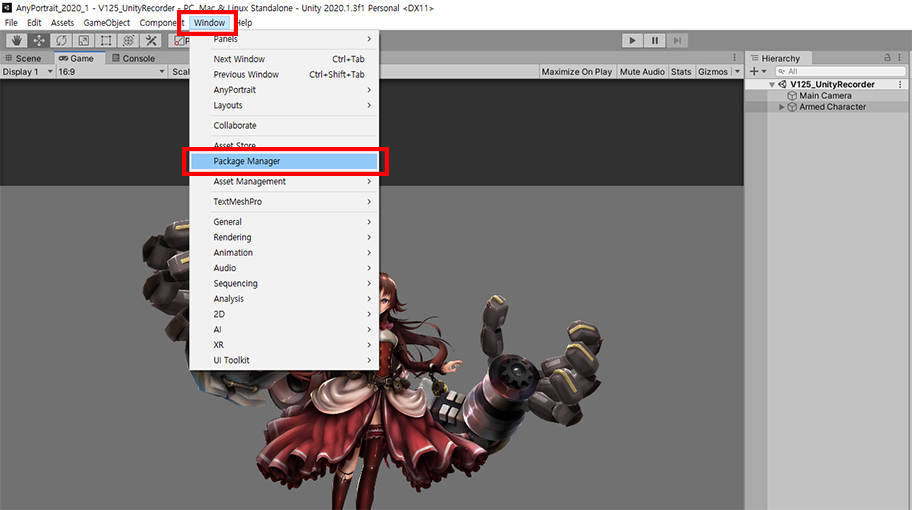 AnyPortrait_2020_1 - V125_UnityRecorder - PC, Mac & Linux Standalone - Unity 2020.1.3f1 Personal <DX11>
File Edit Assets GameObject Component Window Help
Scene Game Console
Display 1 16:9 Scal Maximize On Play Mute Audio Stats Gizmos
Panels
Next Window Ctrl+Tab
Previous Window Ctrl+Shift+Tab
AnyPortrait
Layouts
Collaborate
Asset Store
Package Manager
Asset Management
TextMeshPro
General
Rendering
Animation
Audio
Sequencing
Analysis
2D
AI
XR
UI Toolkit
Hierarchy
All
V125_UnityRecorder
Main Camera
Armed Character